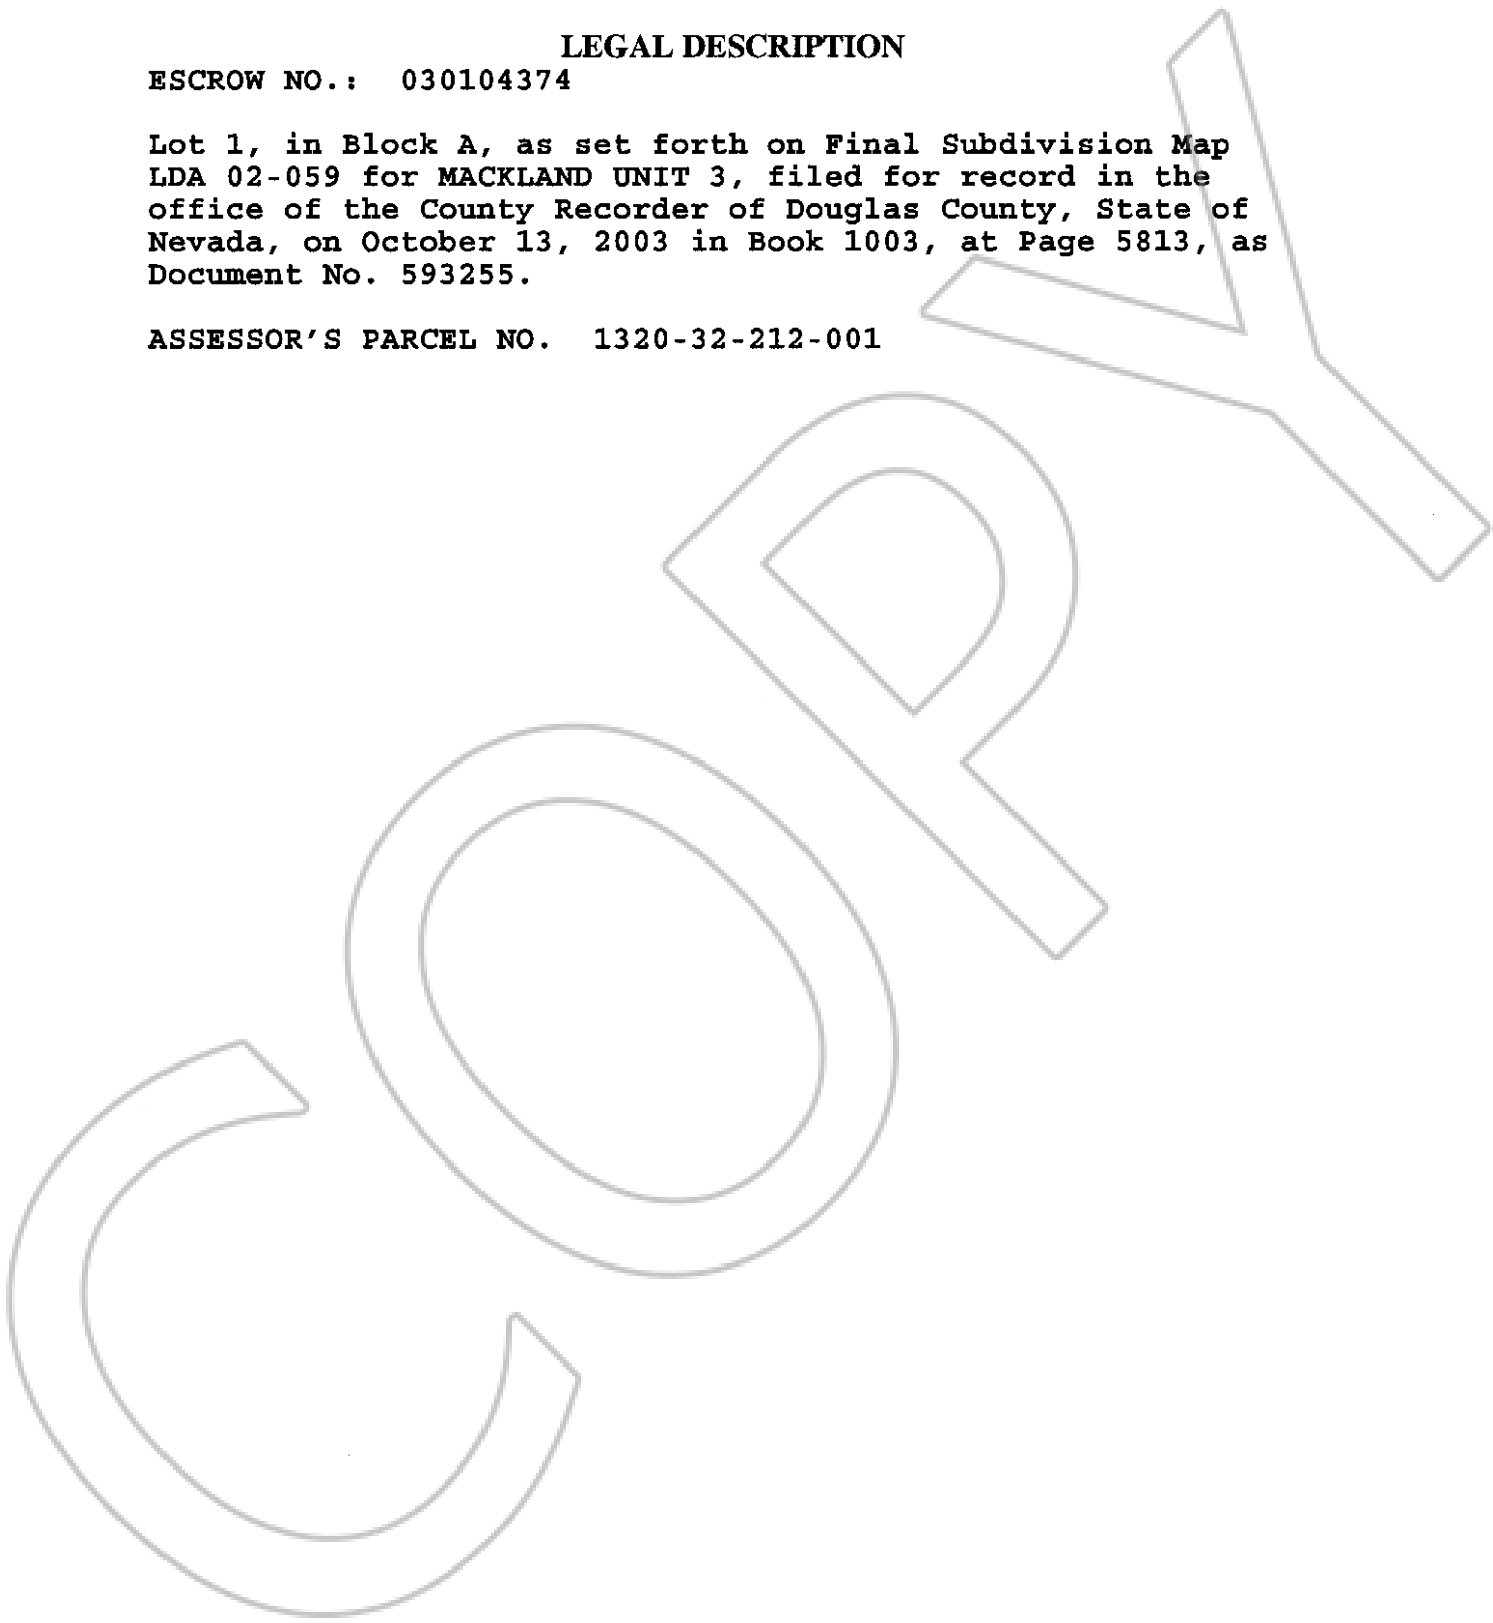 LEGAL DESCRIPTION
ESCROW NO.: 030104374
Lot 1, in Block A, as set forth on Final Subdivision Map
LDA 02-059 for MACKLAND UNIT 3, filed for record in the
office of the County Recorder of Douglas County, State of
Nevada, on October 13, 2003 in Book 1003, at Page 5813, as
Document No. 593255.
ASSESSOR'S PARCEL NO. 1320-32-212-001
COPY